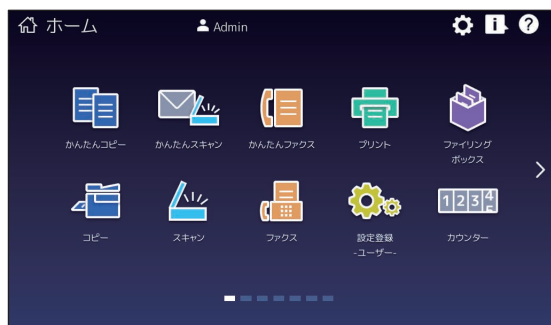 ホーム
Admin
i
?
かんたんコピー
かんたんスキャン
かんたんファクス
プリント
ファイリング
ボックス
コピー
スキャン
ファクス
設定登録
-ユーザー-
1234
カウンター